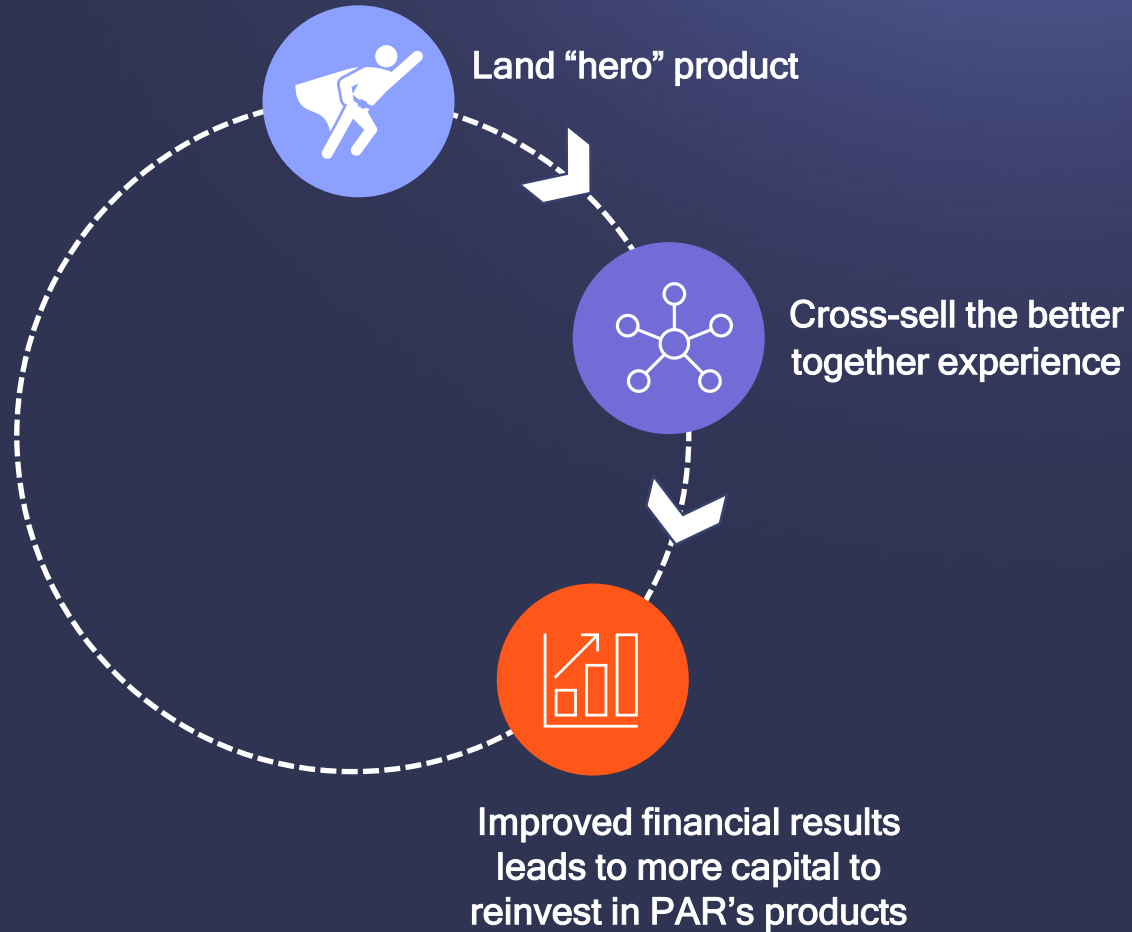 Land “hero” product
Cross-sell the better
together experience
Improved financial results
leads to more capital to
reinvest in PAR’s products